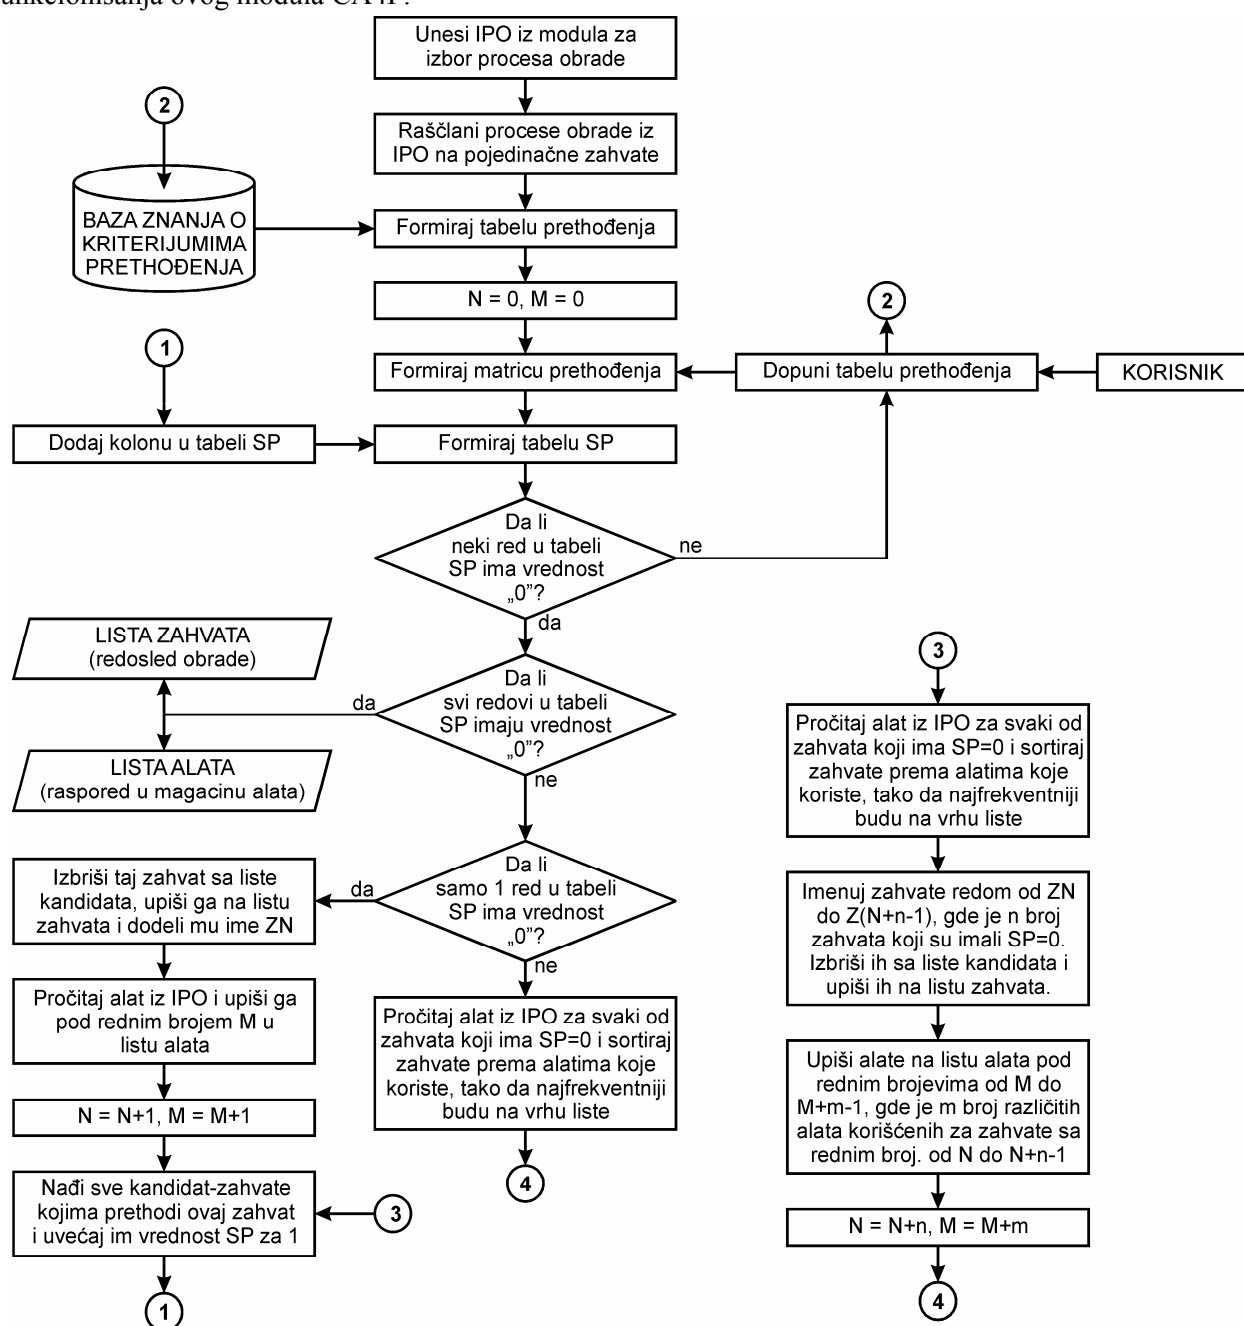 unkcionisanja ovog modula CA4P?
Unesi IPO iz modula za
izbor procesa obrade
2
Raščlani procese obrade iz
IPO na pojedinačne zahvate
BAZA ZNANJA O
KRITERIJUMIMA
PRETHOĐENJA
Formiraj tabelu prethođenja
N = 0, M = 0
2
1
Formiraj matricu prethođenja
Dopuni tabelu prethođenja
KORISNIK
Dodaj kolonu u tabeli SP
Formiraj tabelu SP
Da li
neki red u tabeli
SP ima vrednost
„0”?
ne
da
LISTA ZAHVATA
(redosled obrade)
Da li
svi redovi u tabeli
SP imaju vrednost
„0”?
da
ne
LISTA ALATA
(raspored u magacinu alata)
3
Pročitaj alat iz IPO za svaki od
zahvata koji ima SP=0 i sortiraj
zahvate prema alatima koje
koriste, tako da najfrekventniji
budu na vrhu liste
Da li
samo 1 red u tabeli
SP ima vrednost
„0”?
da
ne
Izbriši taj zahvat sa liste
kandidata, upiši ga na listu
zahvata i dodeli mu ime ZN
Imenuj zahvate redom od ZN
do Z(N+n-1), gde je n broj
zahvata koji su imali SP=0.
Izbriši ih sa liste kandidata i
upiši ih na listu zahvata.
Pročitaj alat iz IPO i upiši ga
pod rednim brojem M u
listu alata
Pročitaj alat iz IPO za svaki od
zahvata koji ima SP=0 i sortiraj
zahvate prema alatima koje
koriste, tako da najfrekventniji
budu na vrhu liste
Upiši alate na listu alata pod
rednim brojevima od M do
M+m-1, gde je m broj različitih
alata korišćenih za zahvate sa
rednim broj. od N do N+n-1
N = N+1, M = M+1
4
Nađi sve kandidat-zahvate
kojima prethodi ovaj zahvat
i uvećaj im vrednost SP za 1
3
N = N+n, M = M+m
1
4